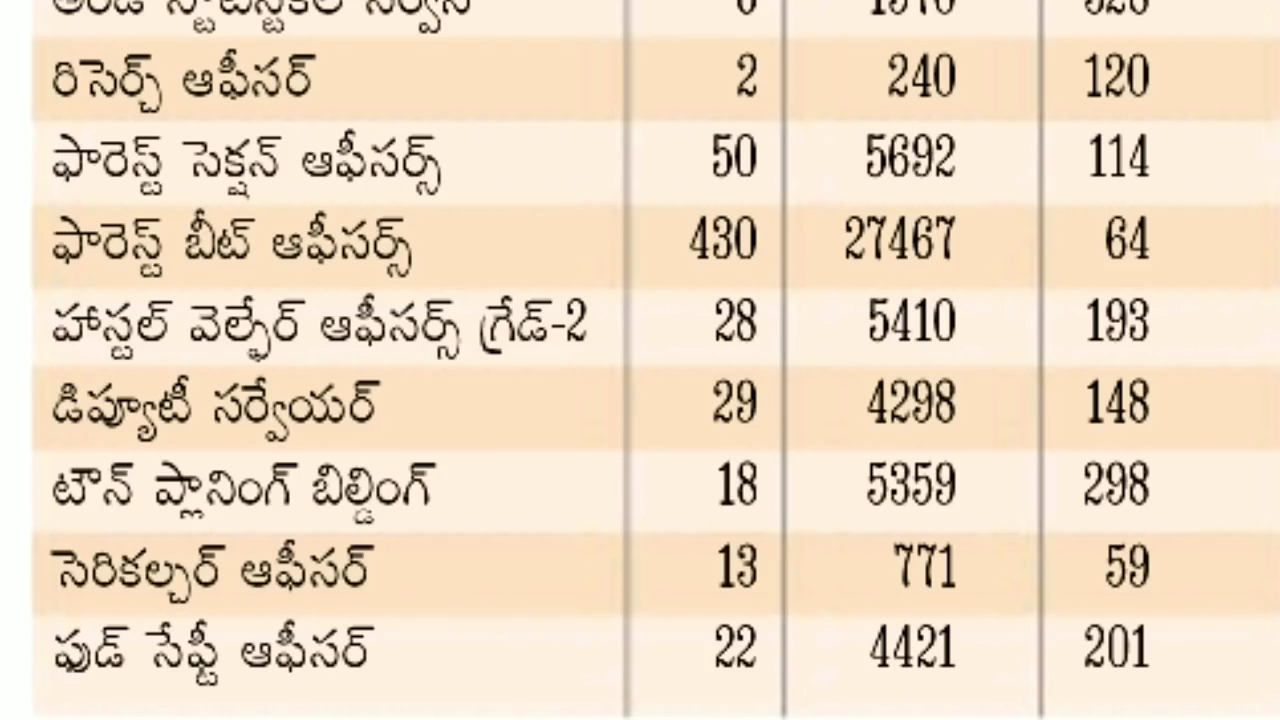 రిసెర్చ్ ఆఫీసర్ 2 240 120
ఫారెస్ట్ సెక్షన్ ఆఫీసర్స్ 50 5692 114
ఫారెస్ట్ బీట్ ఆఫీసర్స్ 430 27467 64
హాస్టల్ వెల్ఫేర్ ఆఫీసర్స్ గ్రేడ్-2 28 5410 193
డిప్యూటీ సర్వేయర్ 29 4298 148
టౌన్ ప్లానింగ్ బిల్డింగ్ 18 5359 298
సెరికల్చర్ ఆఫీసర్ 13 771 59
ఫుడ్ సేఫ్టీ ఆఫీసర్ 22 4421 201